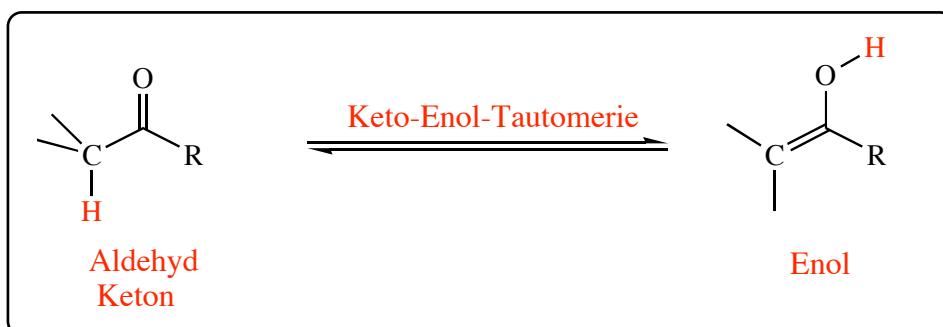 H
O
O
Keto-Enol-Tautomerie
C
R
C
R
H
Aldehyd
Keton
Enol